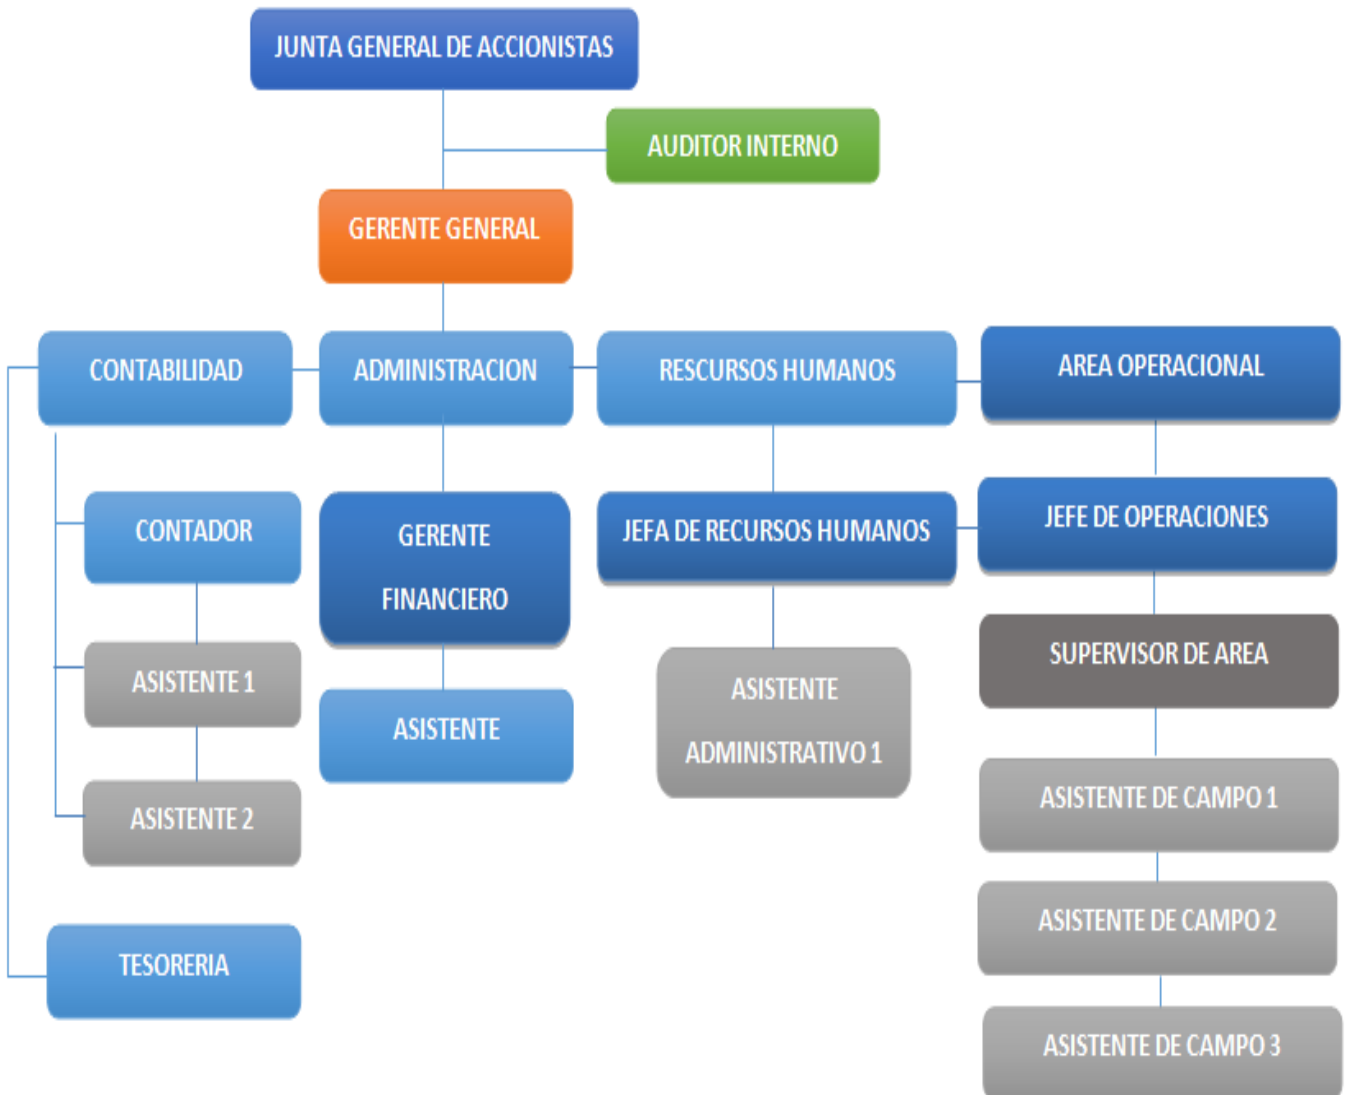 JUNTA GENERAL DE ACCIONISTAS
AUDITOR INTERNO
GERENTE GENERAL
CONTABILIDAD
ADMINISTRACION
RESCURSOS HUMANOS
AREA OPERACIONAL
CONTADOR
GERENTE
FINANCIERO
JEFA DE RECURSOS HUMANOS
JEFE DE OPERACIONES
ASISTENTE 1
ASISTENTE
ASISTENTE
ADMINISTRATIVO 1
SUPERVISOR DE AREA
ASISTENTE 2
ASISTENTE DE CAMPO 1
TESORERIA
ASISTENTE DE CAMPO 2
ASISTENTE DE CAMPO 3